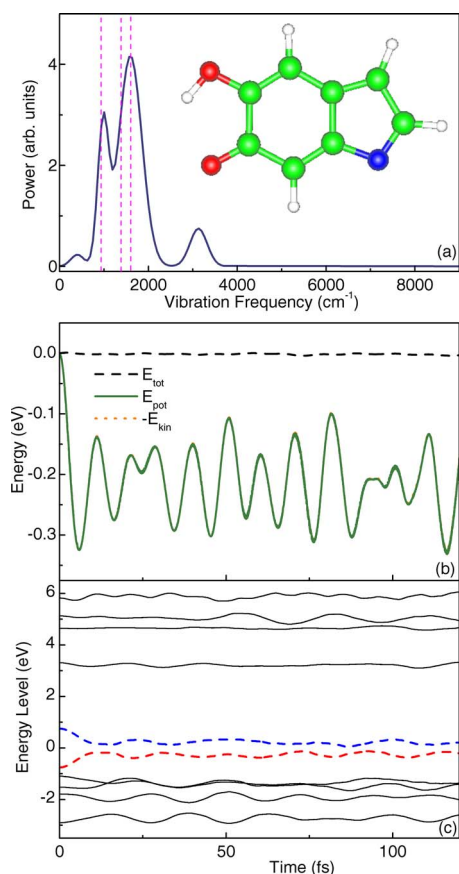 4
2
0
Power (arb. units)
(a)
0 2000 4000 6000 8000
Vibration Frequency (cm⁻¹)
0.0
-0.1
-0.2
-0.3
Energy (eV)
E_tot
E_pot
-E_kin
(b)
6
4
2
0
-2
Energy Level (eV)
(c)
0 50 100
Time (fs)